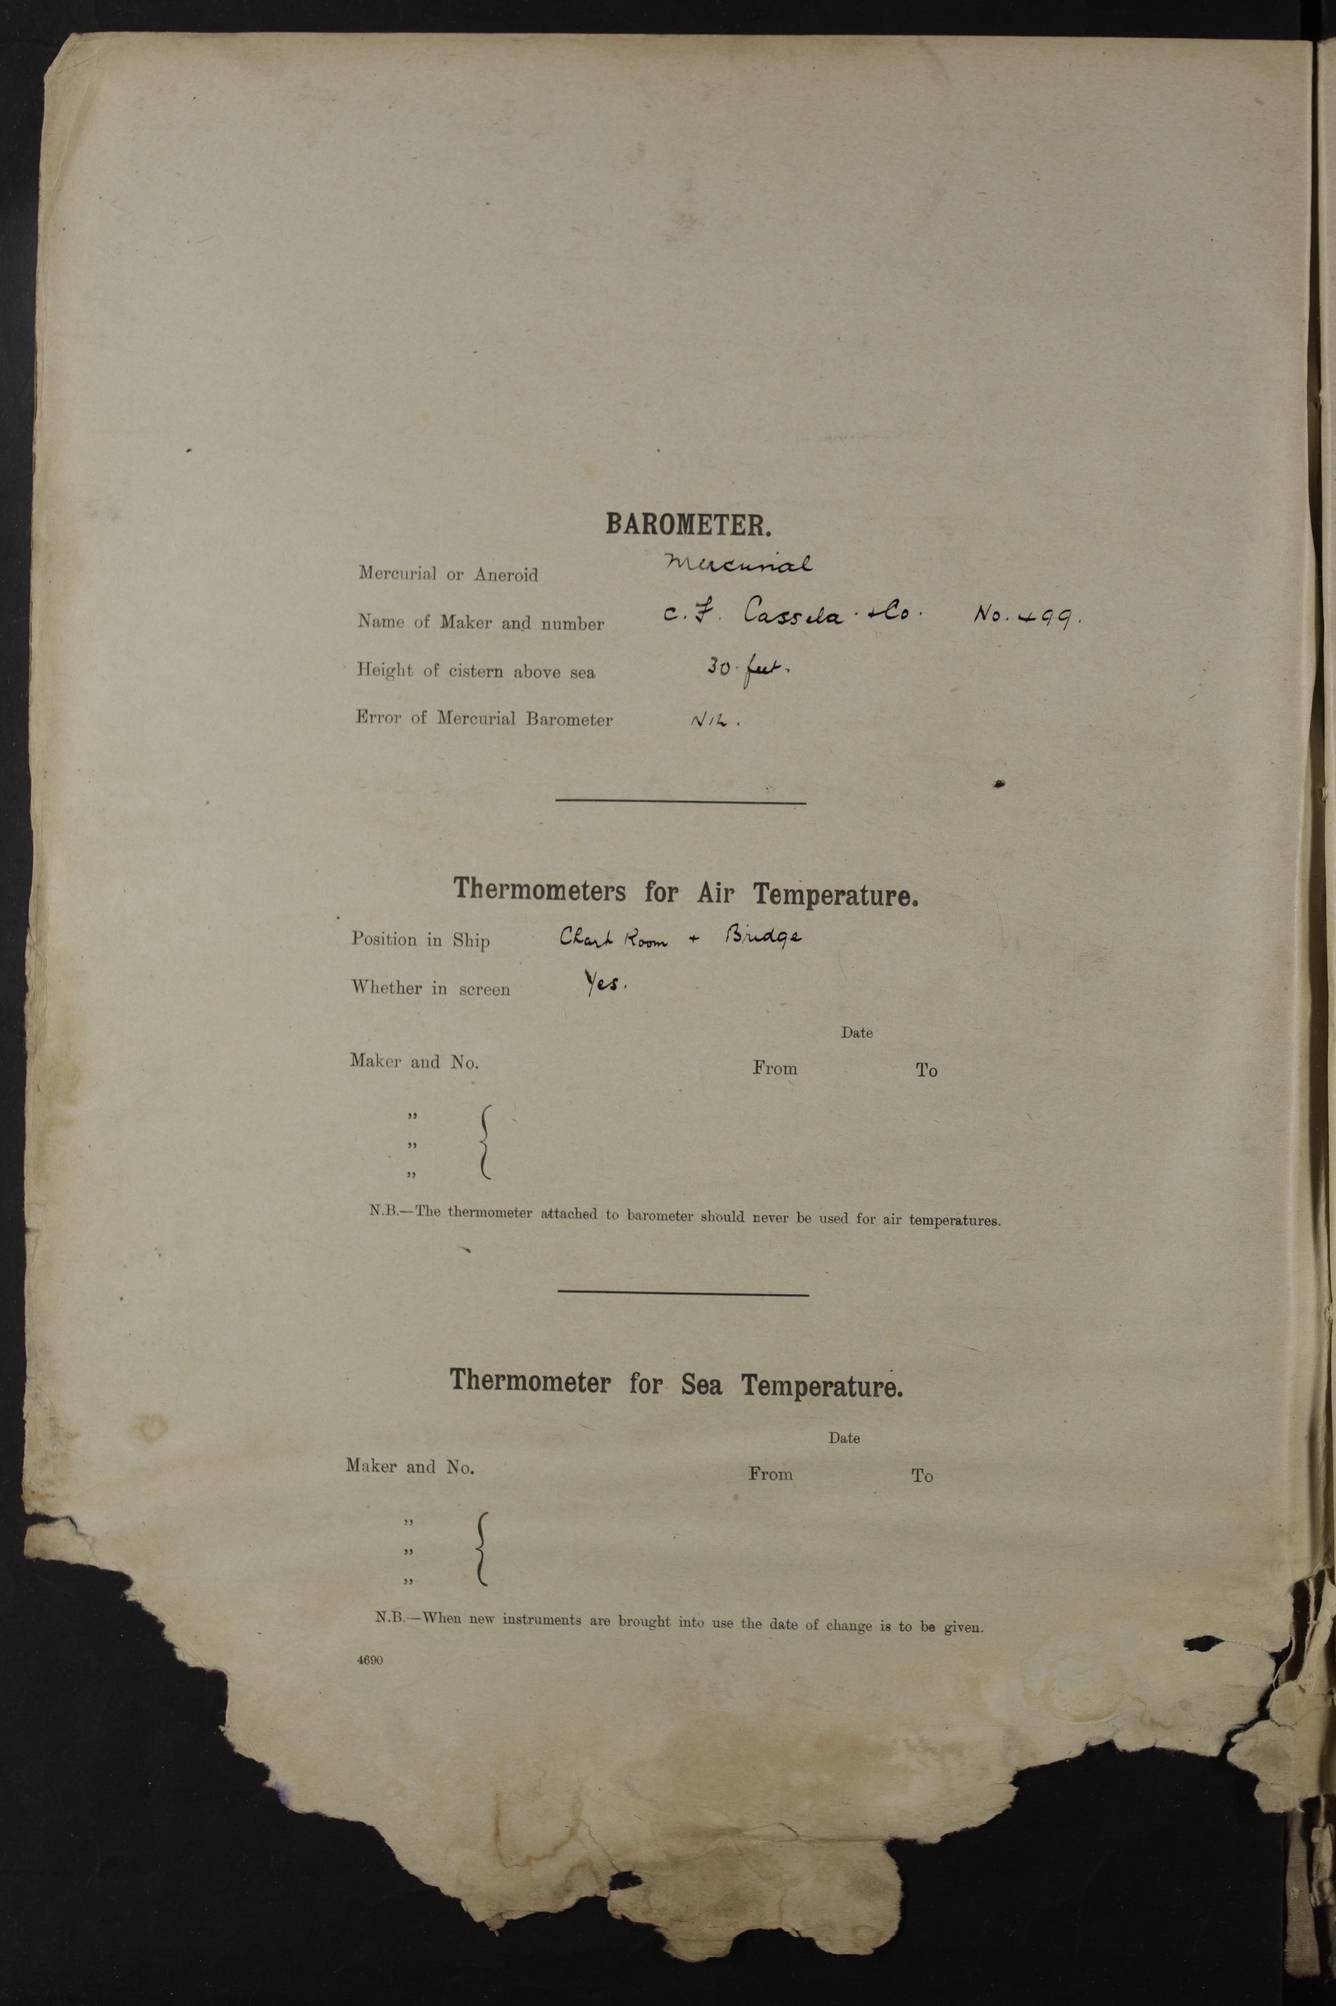 BAROMETER.
Mercurial or Aneroid Mercurial
Name of Maker and number C. F. Cassela & Co. No. 499.
Height of cistern above sea 30 feet.
Error of Mercurial Barometer Nil.
Thermometers for Air Temperature.
Position in Ship Chart Room + Bridge
Whether in screen Yes.
Date
Maker and No. From To
„
„ {
„
N.B.—The thermometer attached to barometer should never be used for air temperatures.
Thermometer for Sea Temperature.
Date
Maker and No. From To
„
„ {
„
N.B.—When new instruments are brought into use the date of change is to be given.
4690